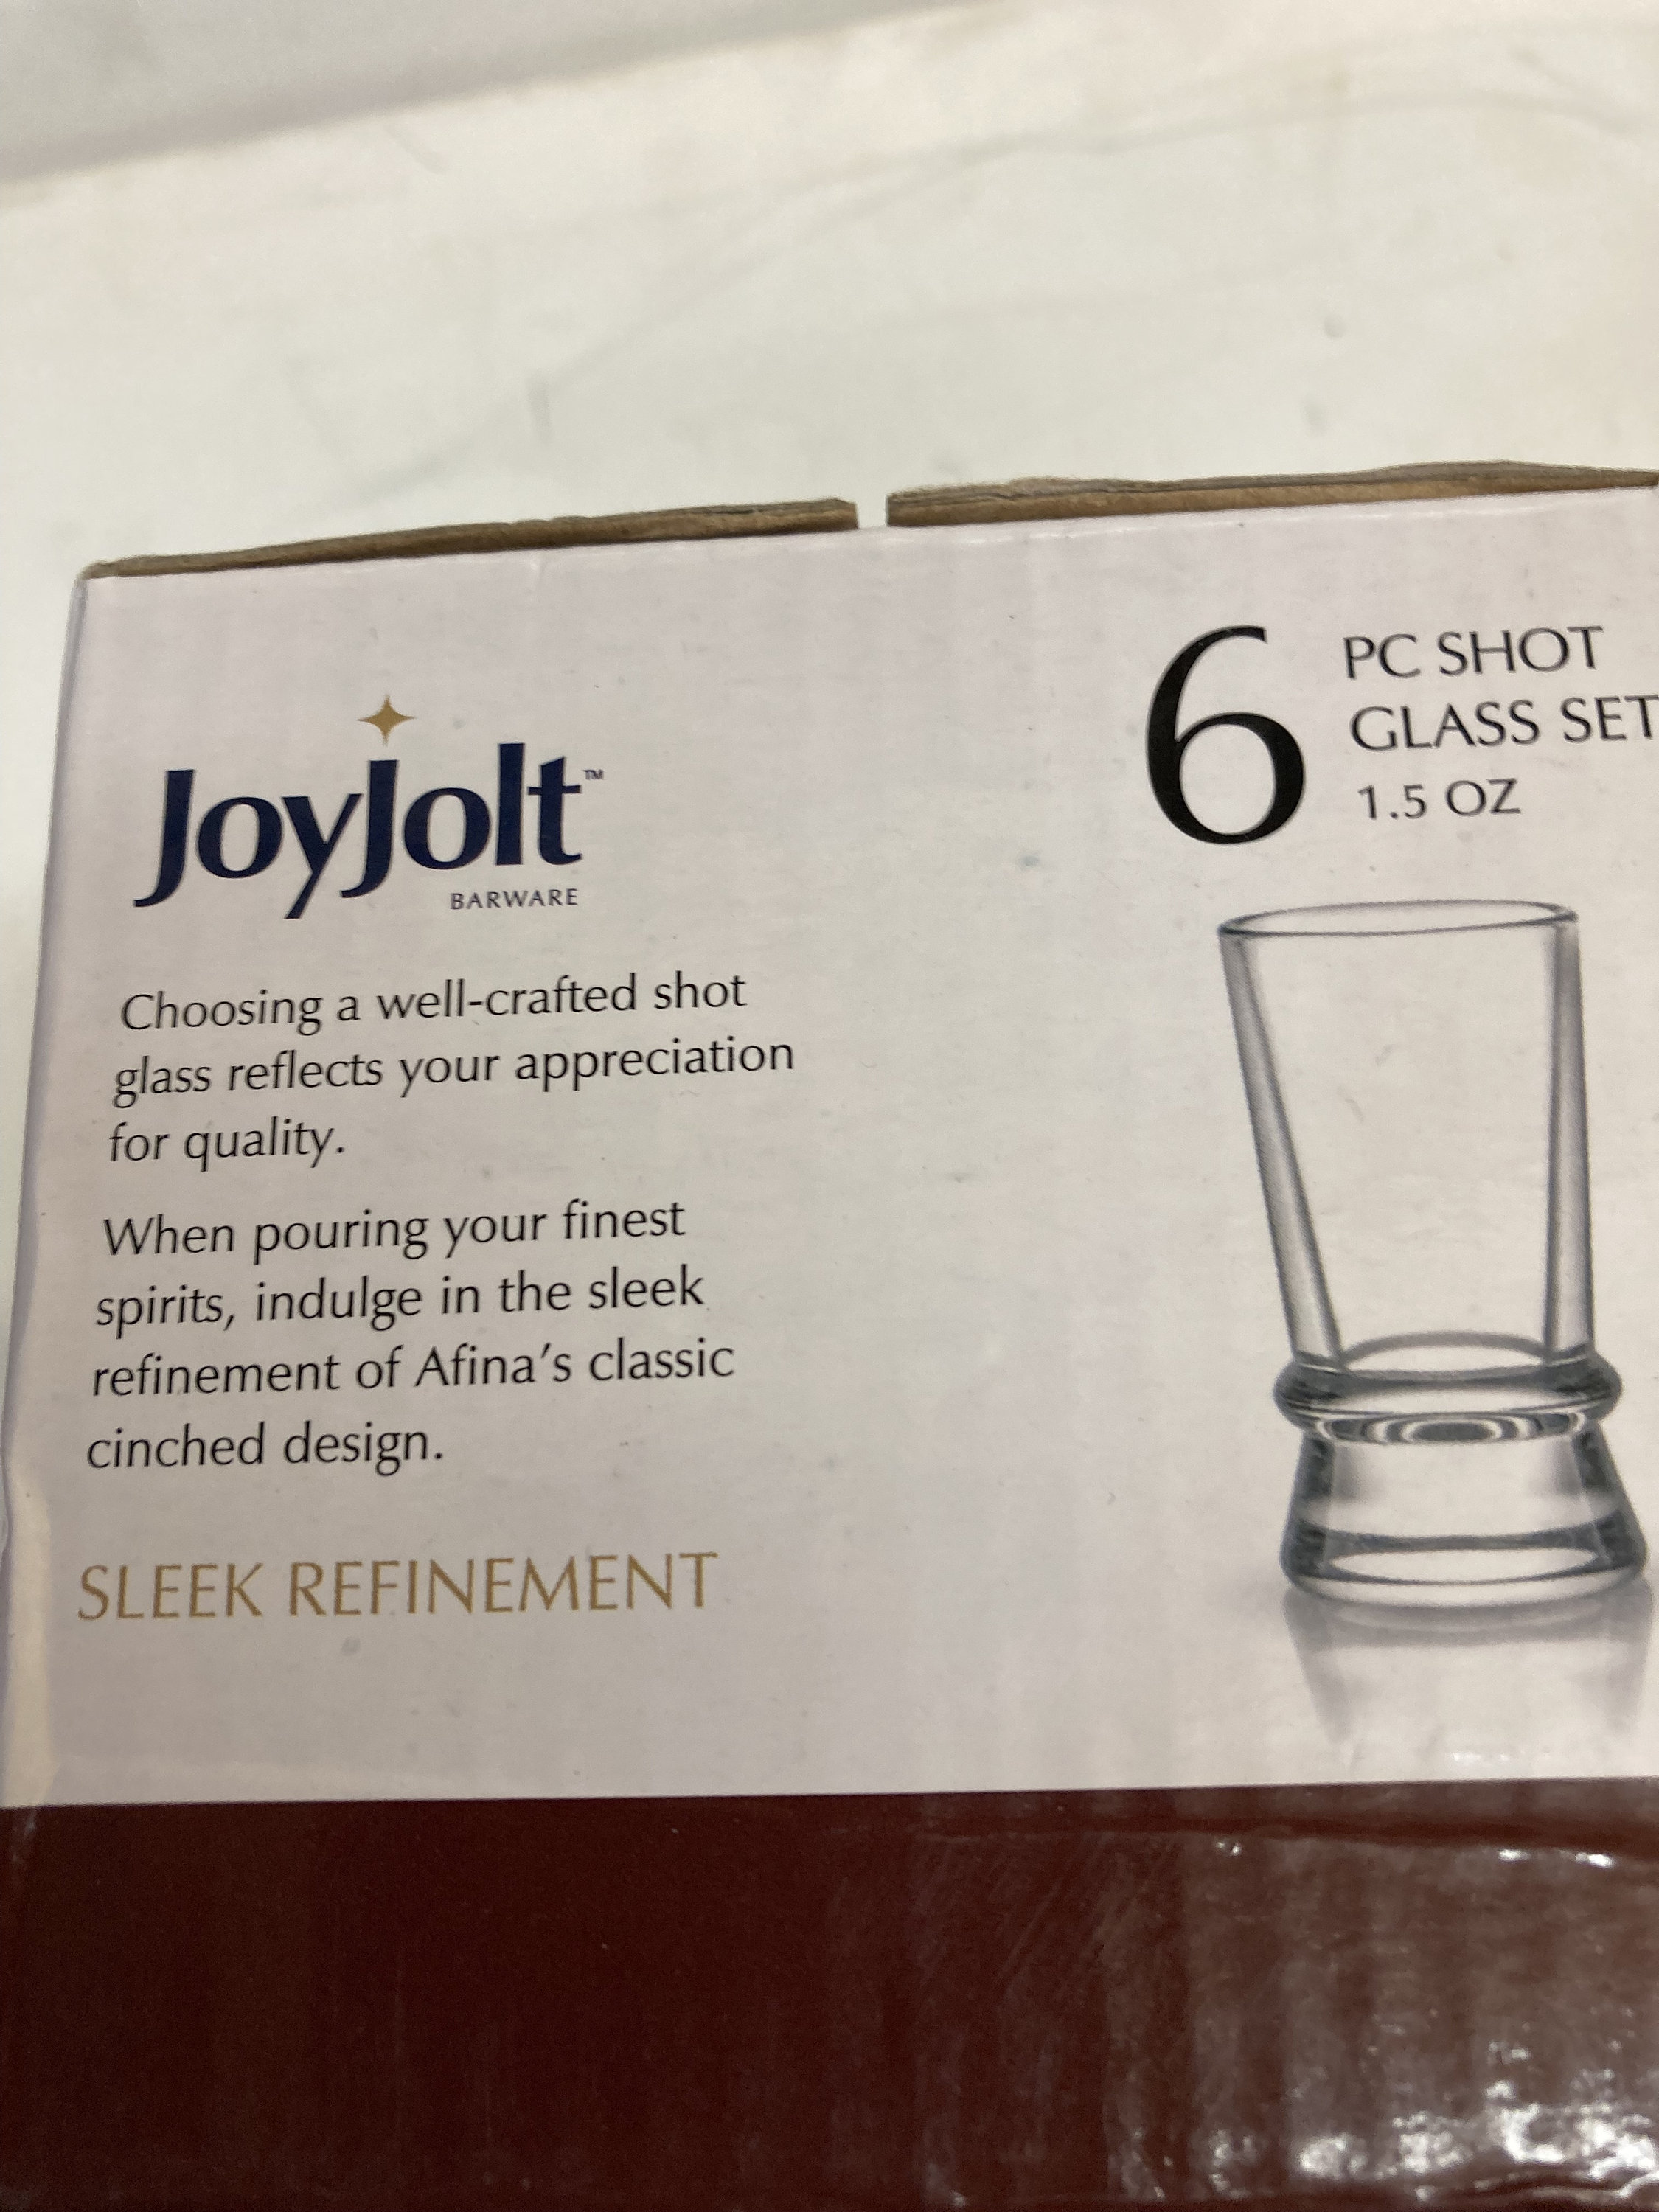 JoyJolt™
BARWARE
6
PC SHOT
GLASS SET
1.5 OZ
Choosing a well-crafted shot
glass reflects your appreciation
for quality.
When pouring your finest
spirits, indulge in the sleek
refinement of Afina's classic
cinched design.
SLEEK REFINEMENT